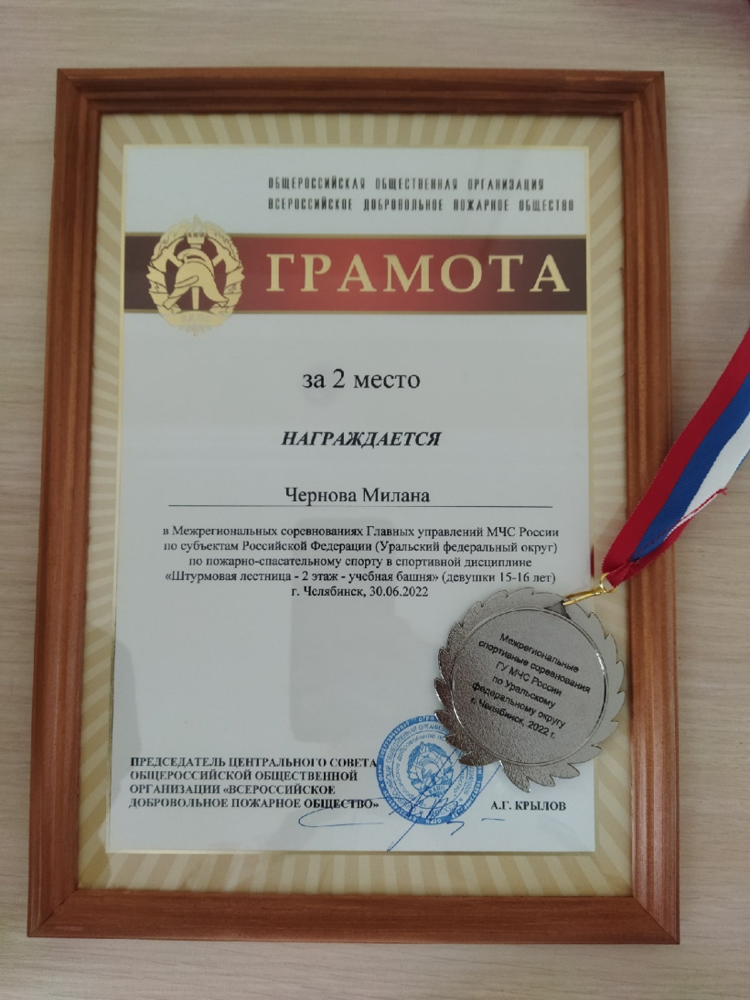 ОБЩЕРОССИЙСКАЯ ОБЩЕСТВЕННАЯ ОРГАНИЗАЦИЯ
ВСЕРОССИЙСКОЕ ДОБРОВОЛЬНОЕ ПОЖАРНОЕ ОБЩЕСТВО
ГРАМОТА
за 2 место
НАГРАЖДАЕТСЯ
Чернова Милана
в Межрегиональных соревнованиях Главных управлений МЧС России
по субъектам Российской Федерации (Уральский федеральный округ)
по пожарно-спасательному спорту в спортивной дисциплине
«Штурмовая лестница - 2 этаж - учебная башня» (девушки 15-16 лет)
г. Челябинск, 30.06.2022
Межрегиональные
спортивные соревнования
ГУ МЧС России
по Уральскому
федеральному округу
г. Челябинск, 2022 г.
ПРЕДСЕДАТЕЛЬ ЦЕНТРАЛЬНОГО СОВЕТА
ОБЩЕРОССИЙСКОЙ ОБЩЕСТВЕННОЙ
ОРГАНИЗАЦИИ «ВСЕРОССИЙСКОЕ
ДОБРОВОЛЬНОЕ ПОЖАРНОЕ ОБЩЕСТВО»
А.Г. КРЫЛОВ